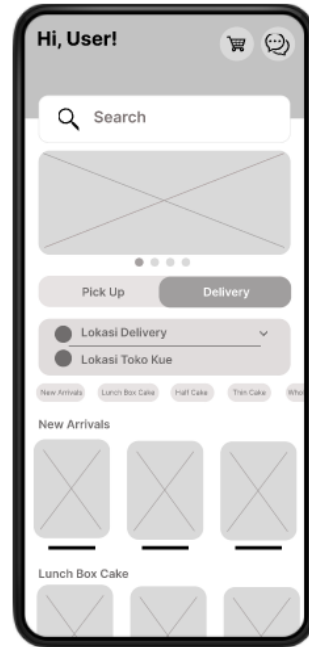 Hi, User!
Search
Pick Up Delivery
Lokasi Delivery
Lokasi Toko Kue
New Arrivals Lunch Box Cake Half Cake Thin Cake Who
New Arrivals
Lunch Box Cake